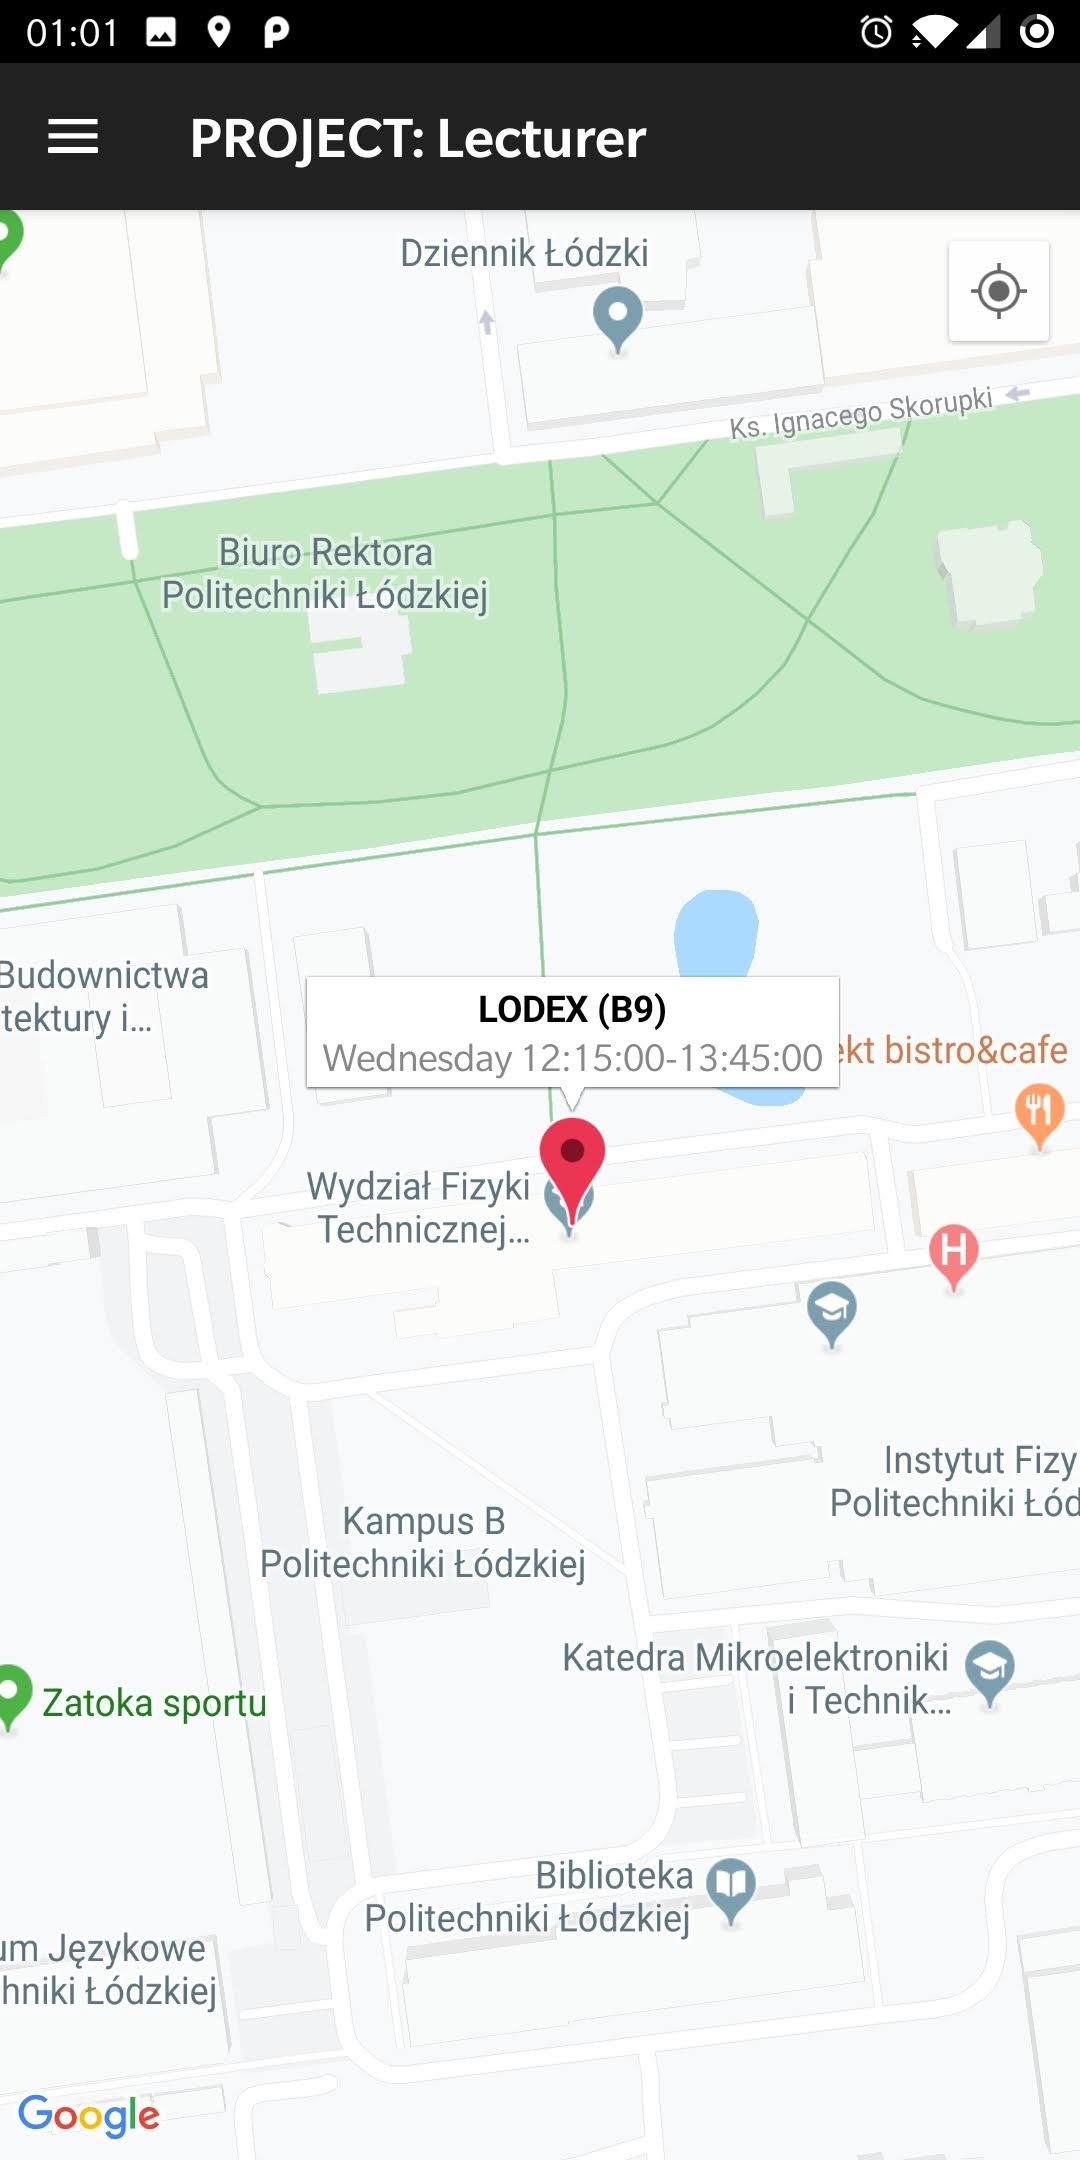 01:01
PROJECT: Lecturer
Dziennik Łódzki
Ks. Ignacego Skorupki
Biuro Rektora
Politechniki Łódzkiej
Budownictwa
tektury i...
LODEX (B9)
Wednesday 12:15:00-13:45:00
ekt bistro&cafe
Wydział Fizyki
Technicznej...
H
Instytut Fizy
Politechniki Łód
Kampus B
Politechniki Łódzkiej
Katedra Mikroelektroniki
i Technik...
Zatoka sportu
Biblioteka
Politechniki Łódzkiej
um Językowe
hniki Łódzkiej
Google